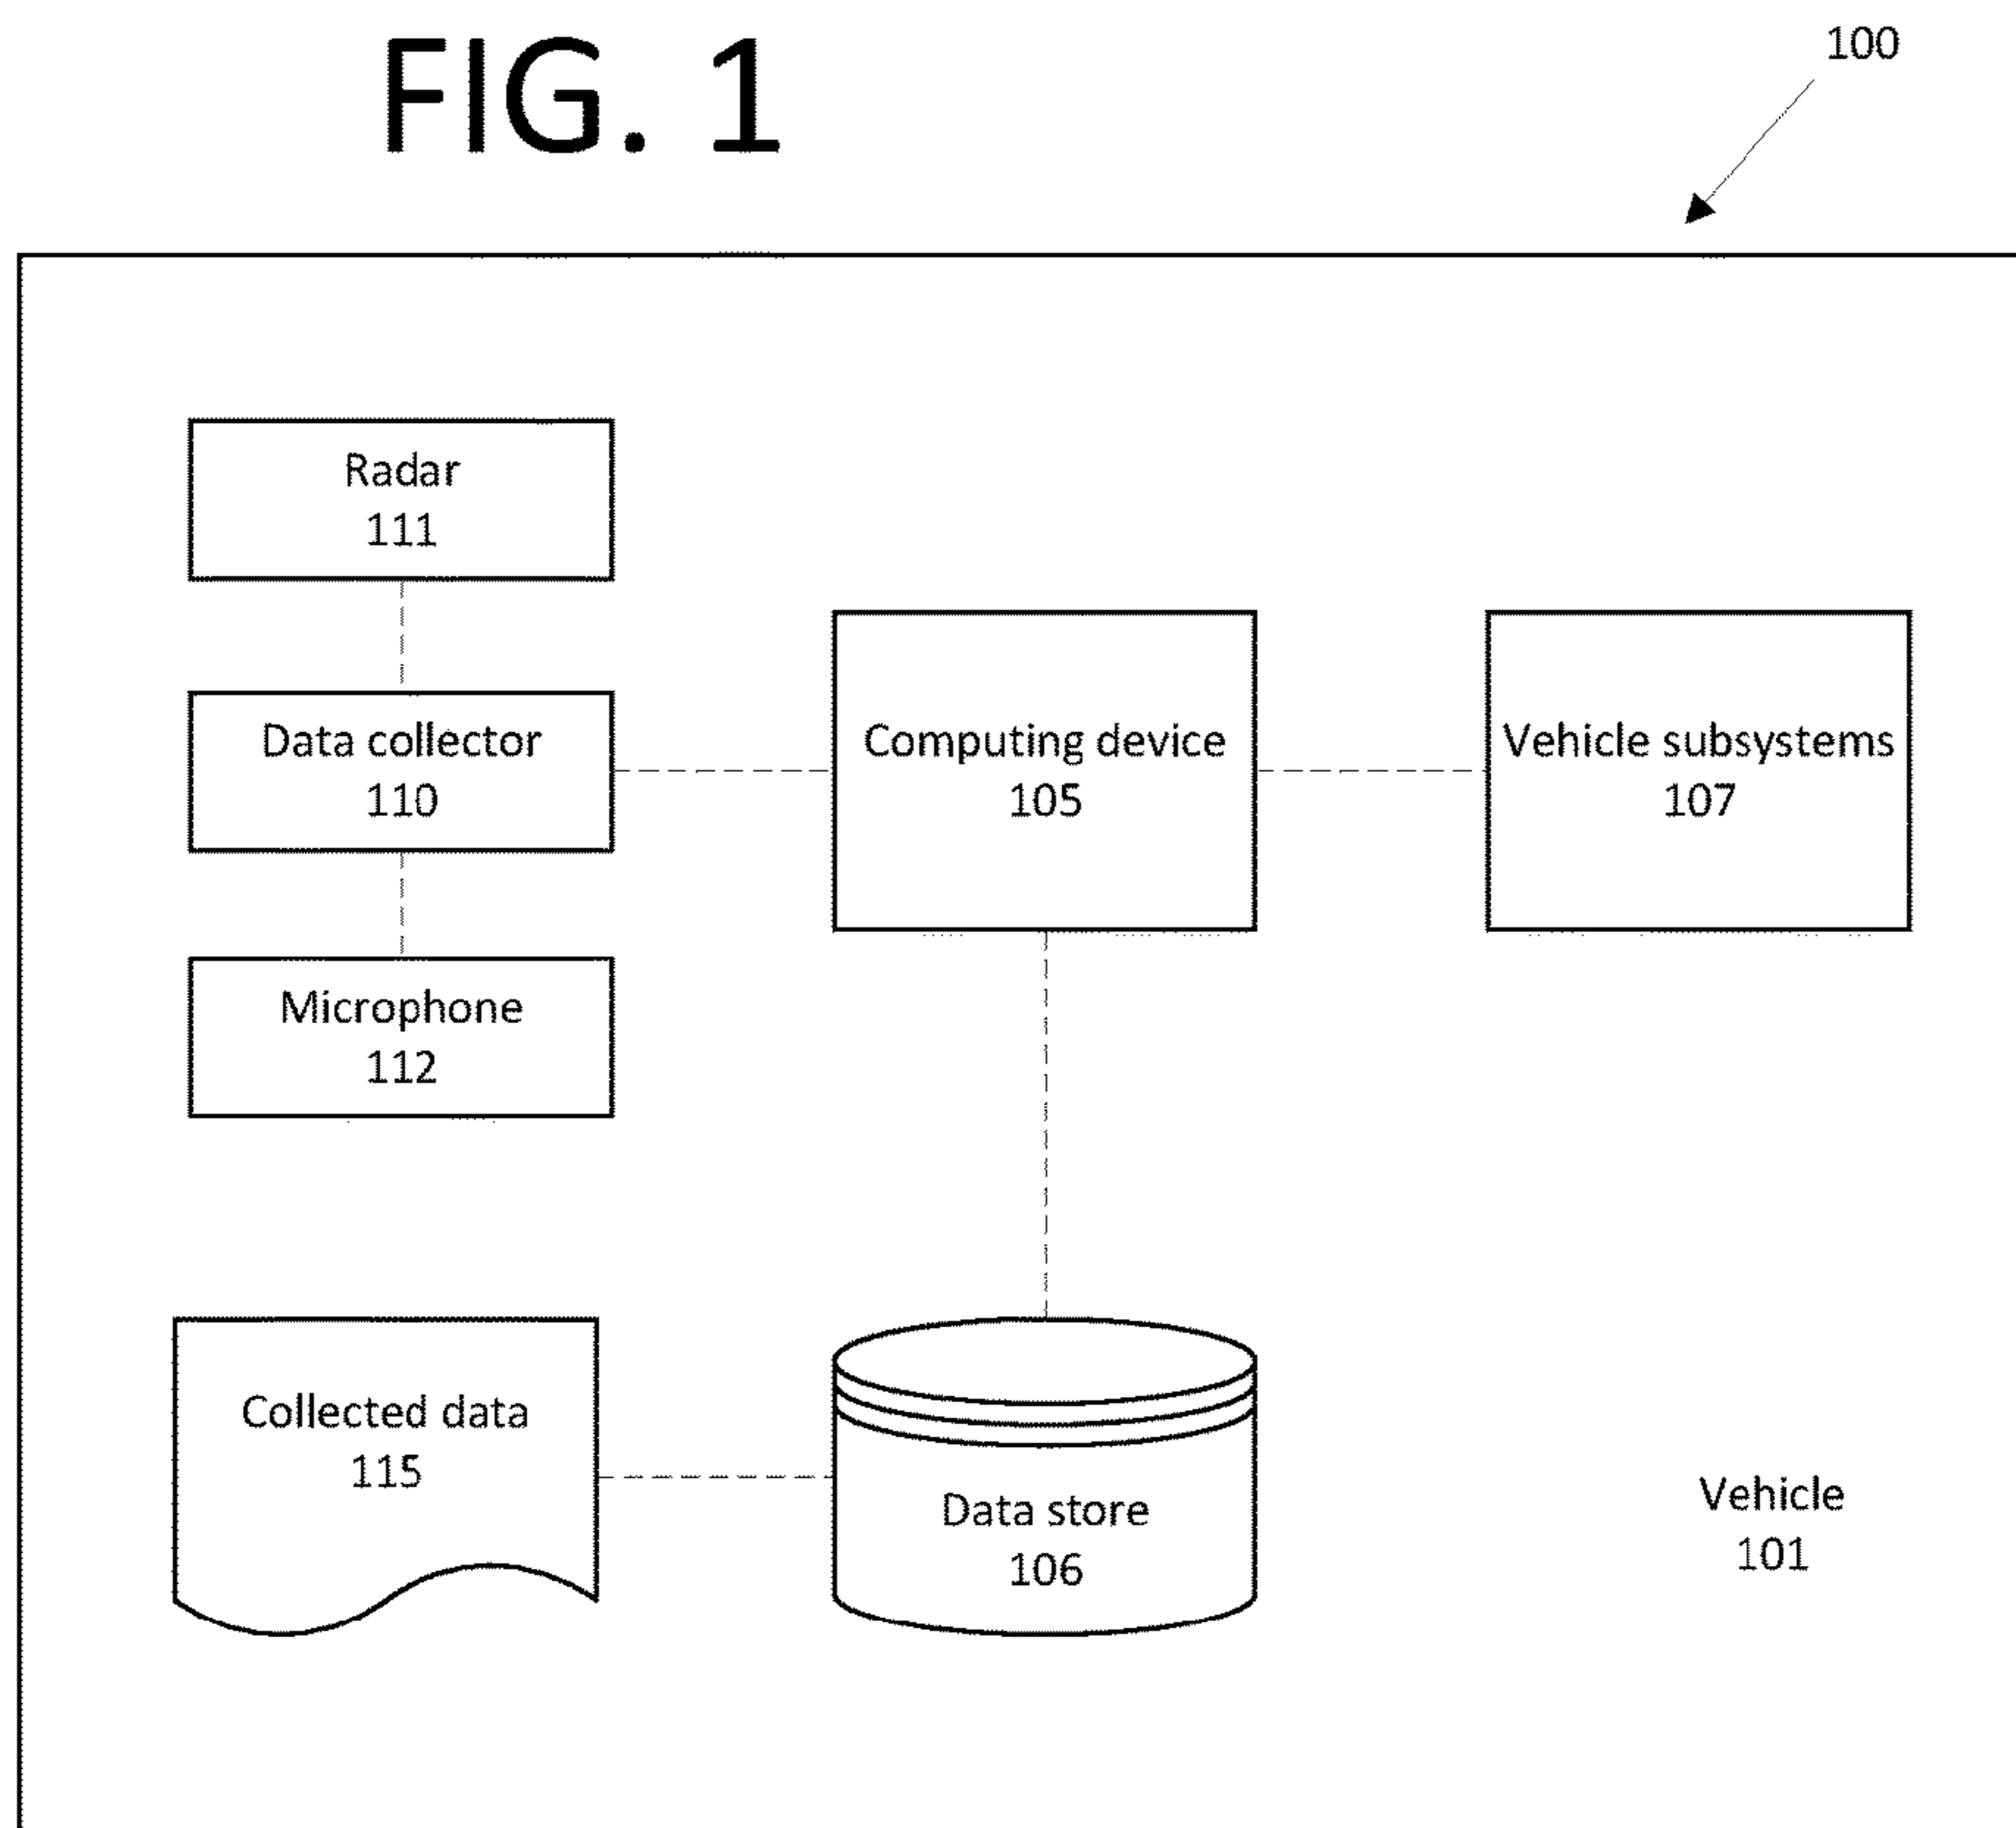 FIG. 1
100
Radar
111
Data collector
110
Computing device
105
Vehicle subsystems
107
Microphone
112
Collected data
115
Data store
106
Vehicle
101